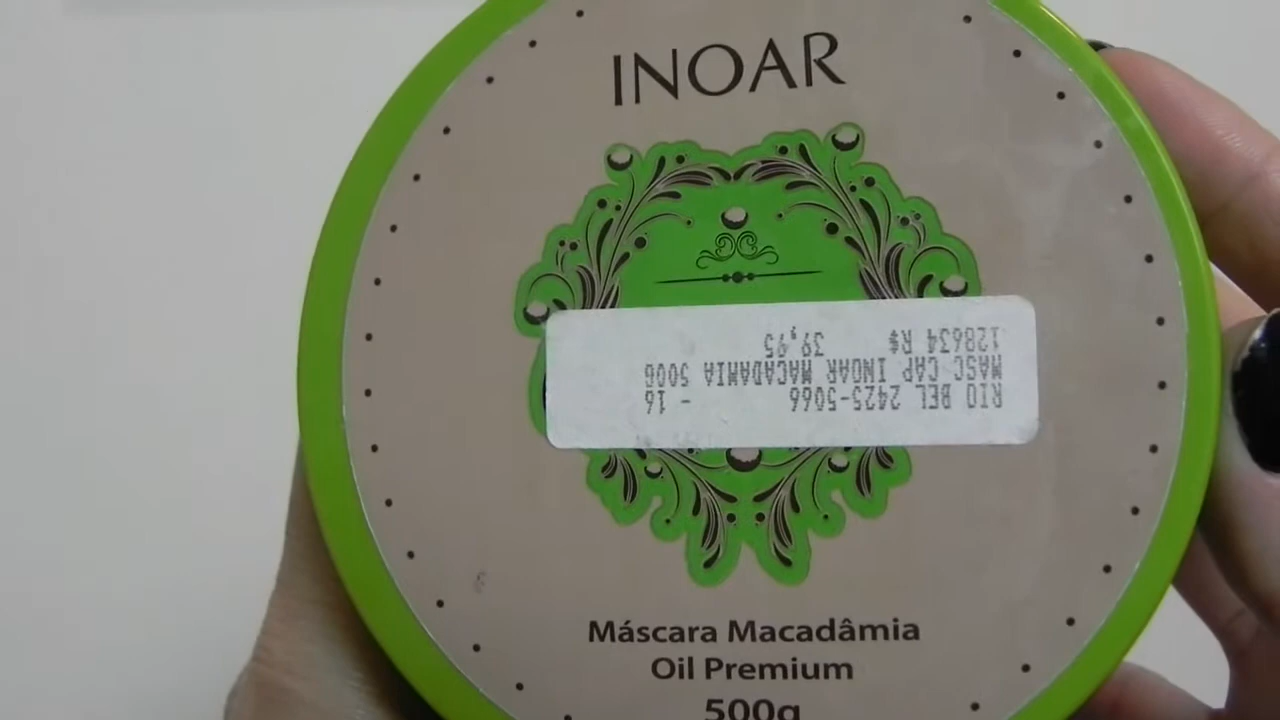 INOAR
RIO BEL 2425-5066 - 16
MASC CAP INOAR MACADAMIA 500G
128634 R$ 39,95
Máscara Macadâmia
Oil Premium
500g